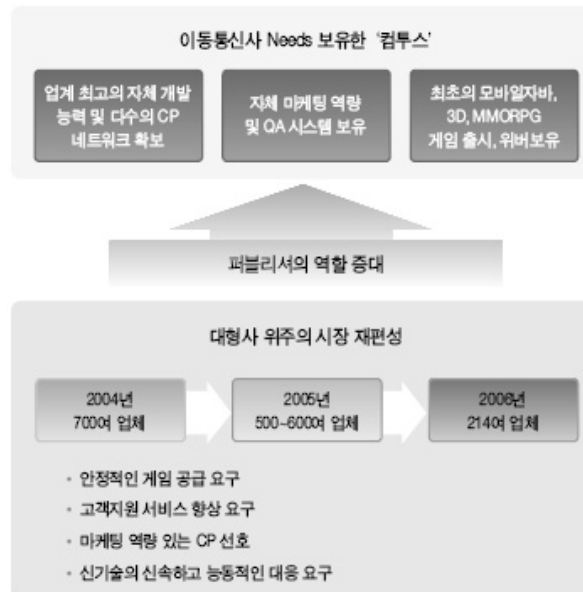 이동통신사 Needs 보유한 '컴투스'
업계 최고의 자체 개발
능력 및 다수의 CP
네트워크 확보
자체 마케팅 역량
및 QA 시스템 보유
최초의 모바일자바,
3D, MMORPG
게임 출시, 위버보유
퍼블리셔의 역할 증대
대형사 위주의 시장 재편성
2004년
700여 업체
2005년
500~600여 업체
2006년
214여 업체
· 안정적인 게임 공급 요구
· 고객지원 서비스 향상 요구
· 마케팅 역량 있는 CP 선호
· 신기술의 신속하고 능동적인 대응 요구